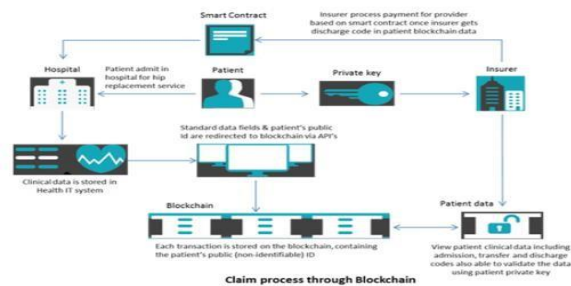 Smart Contract
Insurer process payment for provider
based on smart contract once insurer gets
discharge code in patient blockchain data
Hospital
Patient admit in
hospital for hip
replacement service
Patient
Private key
Insurer
Standard data fields & patient's public
Id are redirected to blockchain via API's
Clinical data is stored in
Health IT system
Blockchain
Patient data
Each transaction is stored on the blockchain, containing
the patient's public (non-identifiable) ID
View patient clinical data including
admission, transfer and discharge
codes also able to validate the data
using patient private key
Claim process through Blockchain